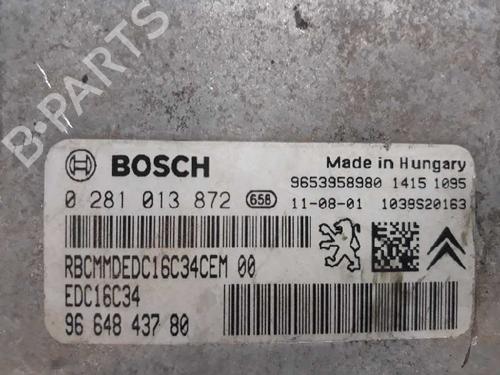 B-PARTS
BOSCH
Made in Hungary
9653958980 1415 1095
0 281 013 872 658 11-08-01 1039S20163
RBCMMDEDC16C34CEM 00
EDC16C34
96 648 437 80